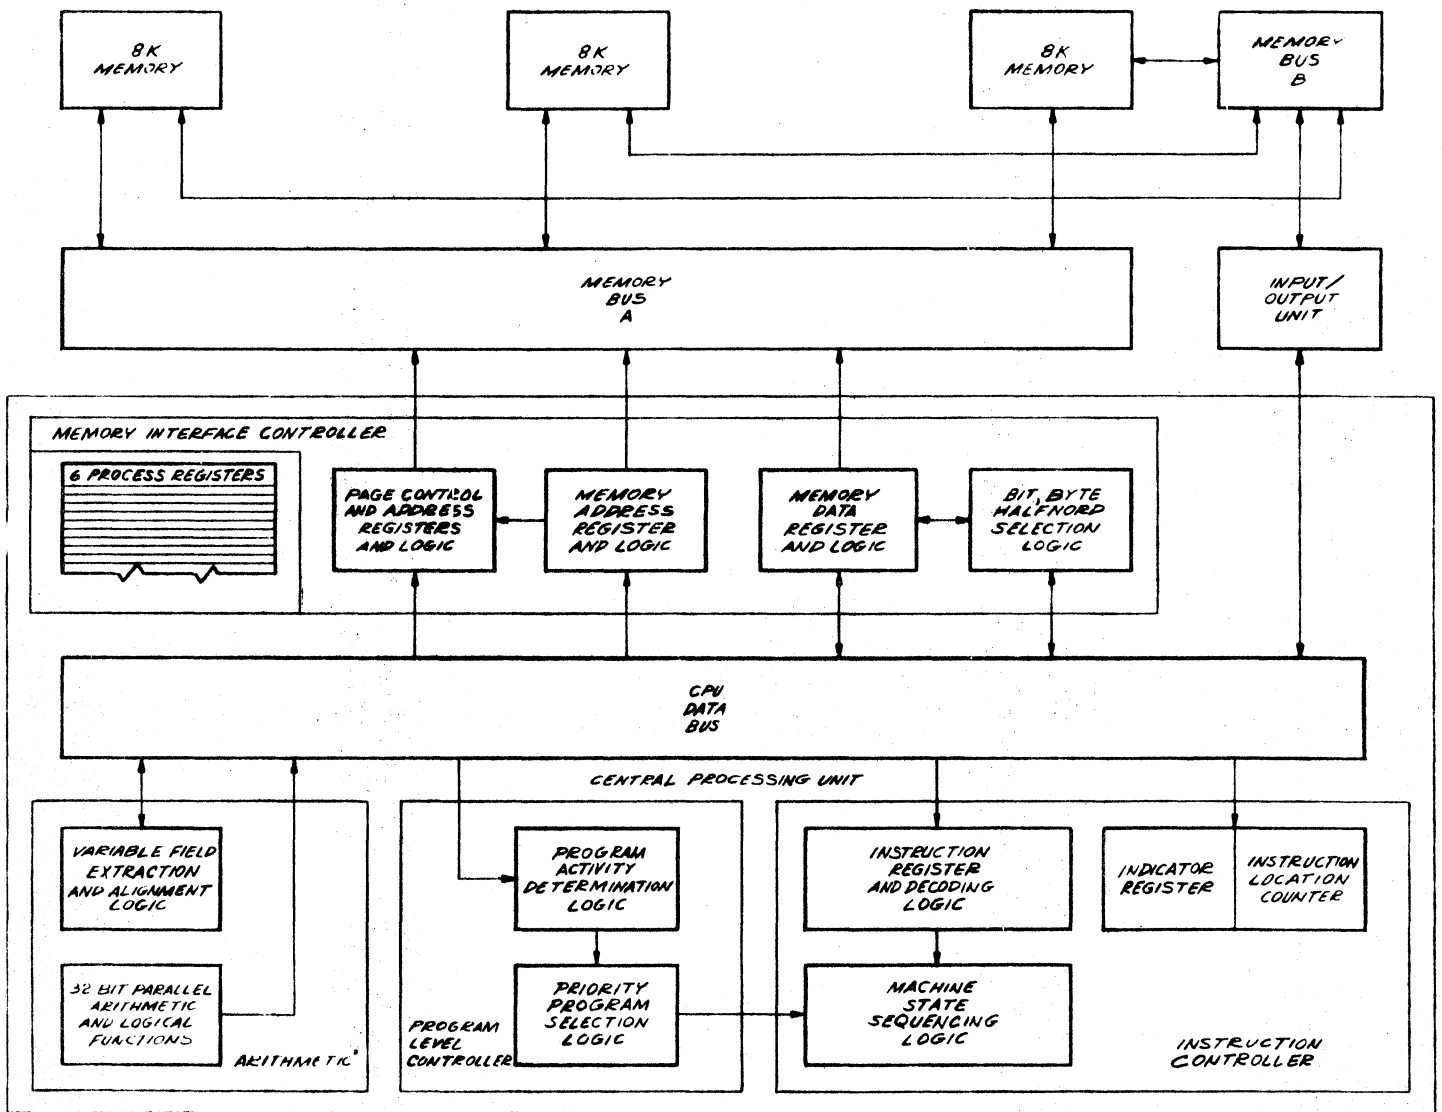 8K
MEMORY
8K
MEMORY
8K
MEMORY
MEMORY
BUS
B
MEMORY
BUS
A
INPUT/
OUTPUT
UNIT
MEMORY INTERFACE CONTROLLER
6 PROCESS REGISTERS
PAGE CONTROL
AND ADDRESS
REGISTERS
AND LOGIC
MEMORY
ADDRESS
REGISTER
AND LOGIC
MEMORY
DATA
REGISTER
AND LOGIC
BIT, BYTE
HALFNORD
SELECTION
LOGIC
CPU
DATA
BUS
CENTRAL PROCESSING UNIT
VARIABLE FIELD
EXTRACTION
AND ALIGNMENT
LOGIC
32 BIT PARALLEL
ARITHMETIC
AND LOGICAL
FUNCTIONS
ARITHMETIC
PROGRAM
ACTIVITY
DETERMINATION
LOGIC
PRIORITY
PROGRAM
SELECTION
LOGIC
PROGRAM
LEVEL
CONTROLLER
INSTRUCTION
REGISTER
AND DECODING
LOGIC
MACHINE
STATE
SEQUENCING
LOGIC
INDICATOR
REGISTER
INSTRUCTION
LOCATION
COUNTER
INSTRUCTION
CONTROLLER